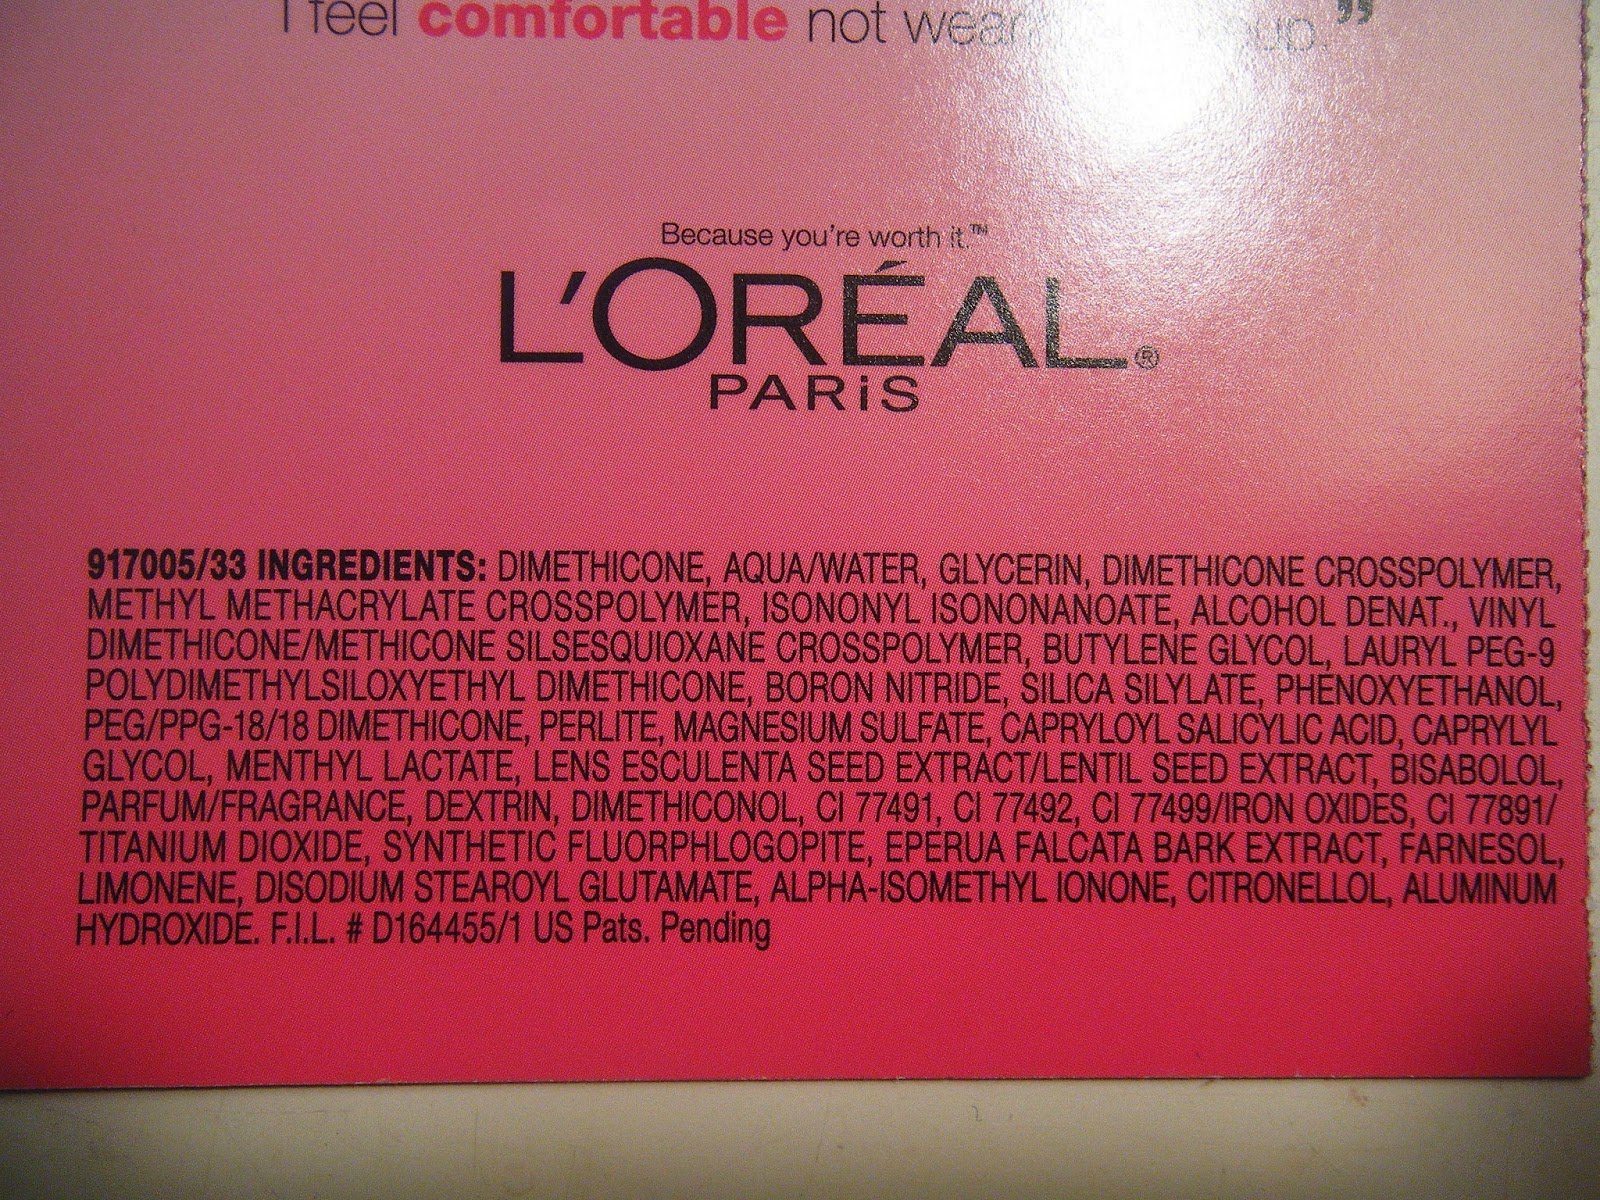 I feel comfortable not wear up."
Because you're worth it.™
L'ORÉAL®
PARiS
917005/33 INGREDIENTS: DIMETHICONE, AQUA/WATER, GLYCERIN, DIMETHICONE CROSSPOLYMER,
METHYL METHACRYLATE CROSSPOLYMER, ISONONYL ISONONANOATE, ALCOHOL DENAT., VINYL
DIMETHICONE/METHICONE SILSESQUIOXANE CROSSPOLYMER, BUTYLENE GLYCOL, LAURYL PEG-9
POLYDIMETHYLSILOXYETHYL DIMETHICONE, BORON NITRIDE, SILICA SILYLATE, PHENOXYETHANOL,
PEG/PPG-18/18 DIMETHICONE, PERLITE, MAGNESIUM SULFATE, CAPRYLOYL SALICYLIC ACID, CAPRYLYL
GLYCOL, MENTHYL LACTATE, LENS ESCULENTA SEED EXTRACT/LENTIL SEED EXTRACT, BISABOLOL,
PARFUM/FRAGRANCE, DEXTRIN, DIMETHICONOL, CI 77491, CI 77492, CI 77499/IRON OXIDES, CI 77891/
TITANIUM DIOXIDE, SYNTHETIC FLUORPHLOGOPITE, EPERUA FALCATA BARK EXTRACT, FARNESOL,
LIMONENE, DISODIUM STEAROYL GLUTAMATE, ALPHA-ISOMETHYL IONONE, CITRONELLOL, ALUMINUM
HYDROXIDE. F.I.L. # D164455/1 US Pats. Pending